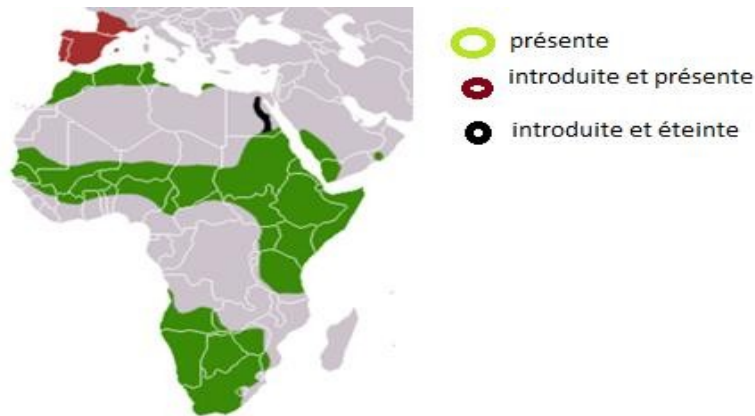 présente
introduite et présente
introduite et éteinte